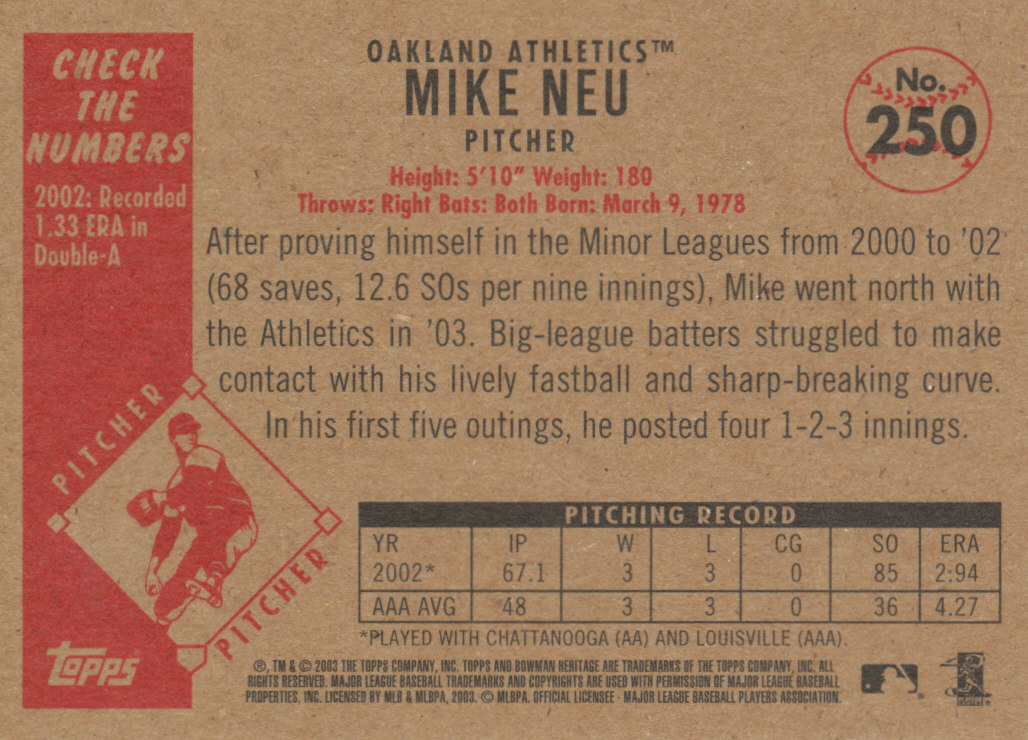 CHECK
THE
NUMBERS
2002: Recorded
1.33 ERA in
Double-A
OAKLAND ATHLETICS™
MIKE NEU
PITCHER
No.
250
Height: 5'10" Weight: 180
Throws: Right Bats: Both Born: March 9, 1978
After proving himself in the Minor Leagues from 2000 to '02
(68 saves, 12.6 SOs per nine innings), Mike went north with
the Athletics in '03. Big-league batters struggled to make
contact with his lively fastball and sharp-breaking curve.
In his first five outings, he posted four 1-2-3 innings.
PITCHER
PITCHER
PITCHING RECORD
YR IP W L CG SO ERA
2002* 67.1 3 3 0 85 2:94
AAA AVG 48 3 3 0 36 4.27
*PLAYED WITH CHATTANOOGA (AA) AND LOUISVILLE (AAA).
Topps
®, TM & © 2003 THE TOPPS COMPANY, INC. TOPPS AND BOWMAN HERITAGE ARE TRADEMARKS OF THE TOPPS COMPANY, INC. ALL
RIGHTS RESERVED. MAJOR LEAGUE BASEBALL TRADEMARKS AND COPYRIGHTS ARE USED WITH PERMISSION OF MAJOR LEAGUE BASEBALL
PROPERTIES, INC. LICENSED BY MLB & MLBPA, 2003. © MLBPA. OFFICIAL LICENSEE - MAJOR LEAGUE BASEBALL PLAYERS ASSOCIATION.